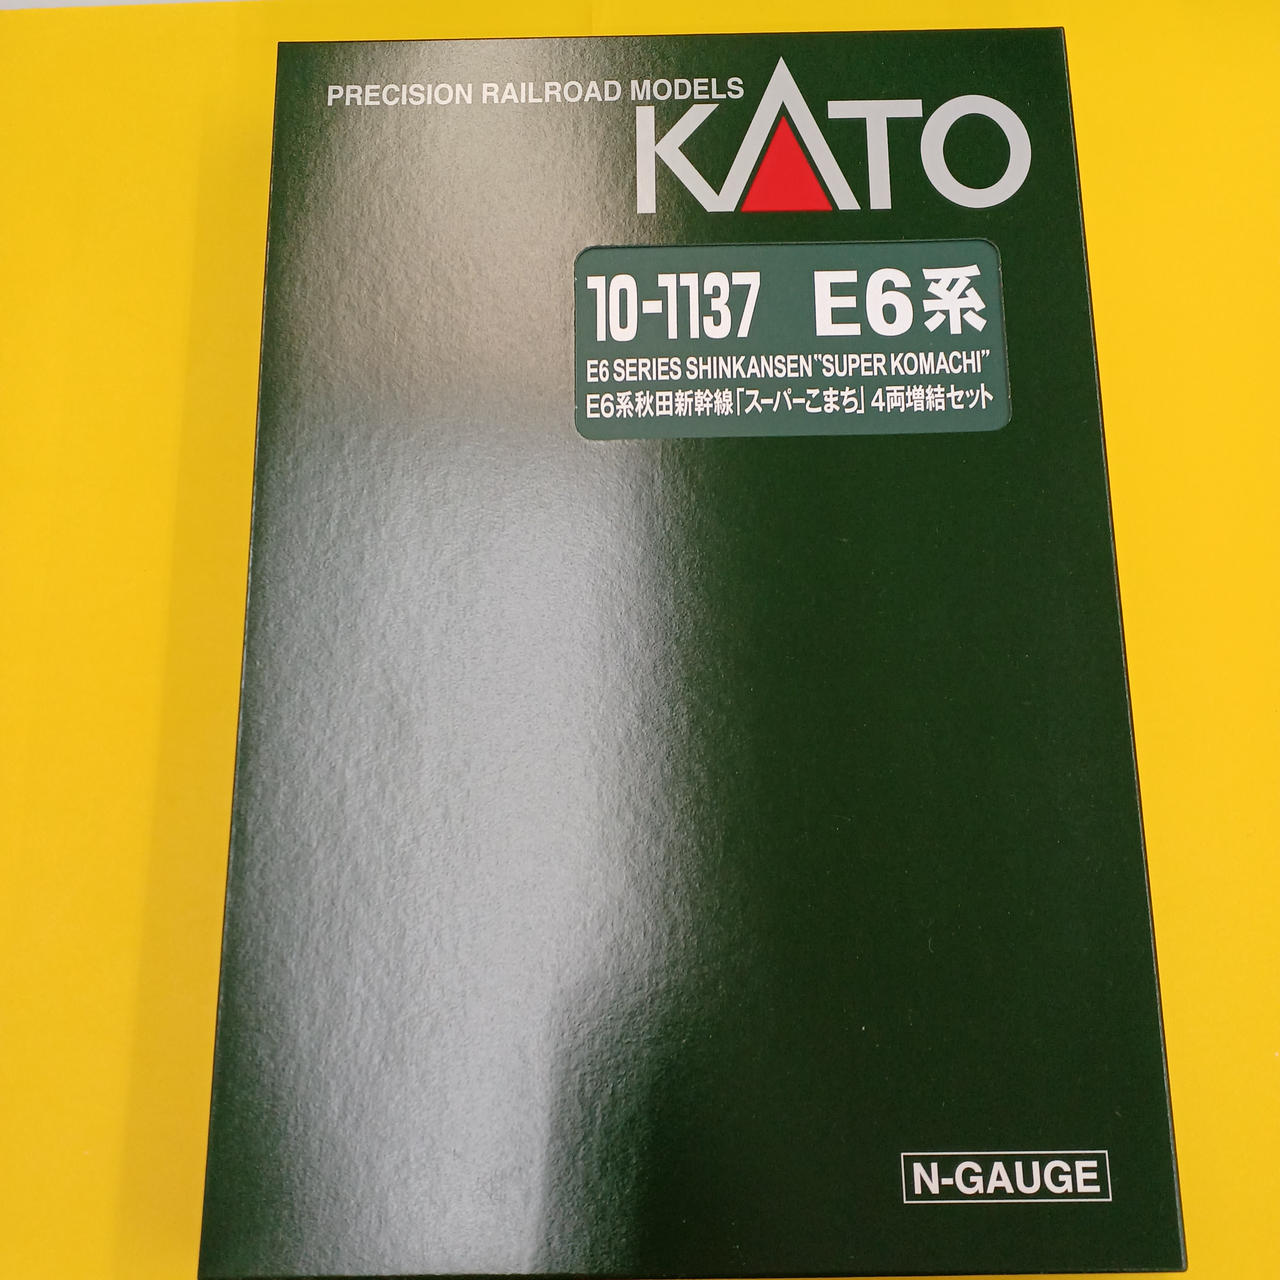 PRECISION RAILROAD MODELS
KATO
10-1137 E6系
E6 SERIES SHINKANSEN "SUPER KOMACHI"
E6系秋田新幹線「スーパーこまち」4両増結セット
N-GAUGE